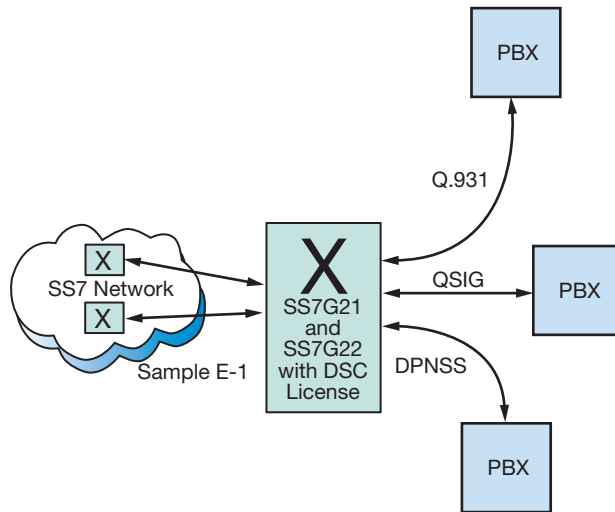 PBX
Q.931
X
X
SS7 Network
X
SS7G21
and
SS7G22
with DSC
License
QSIG
PBX
Sample E-1
DPNSS
PBX